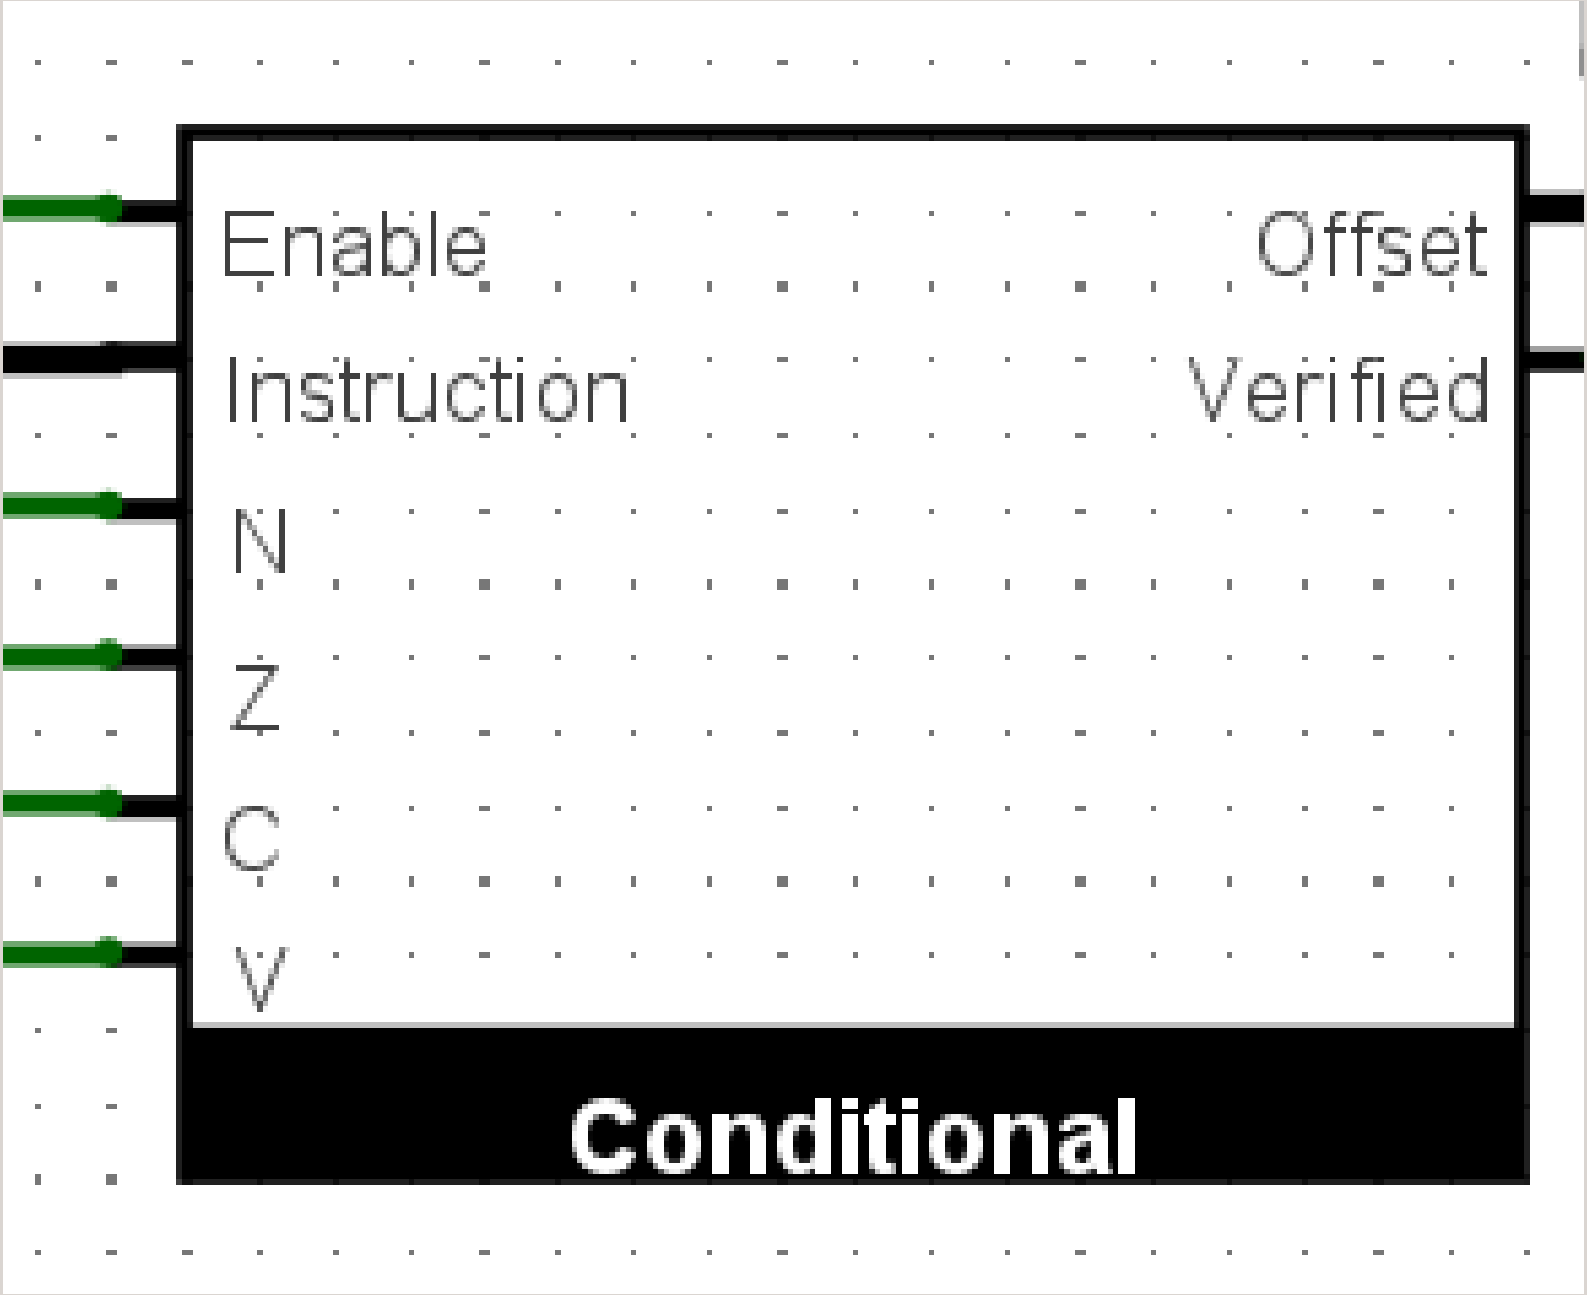 Enable
Offset
Instruction
Verified
N
Z
C
V
Conditional